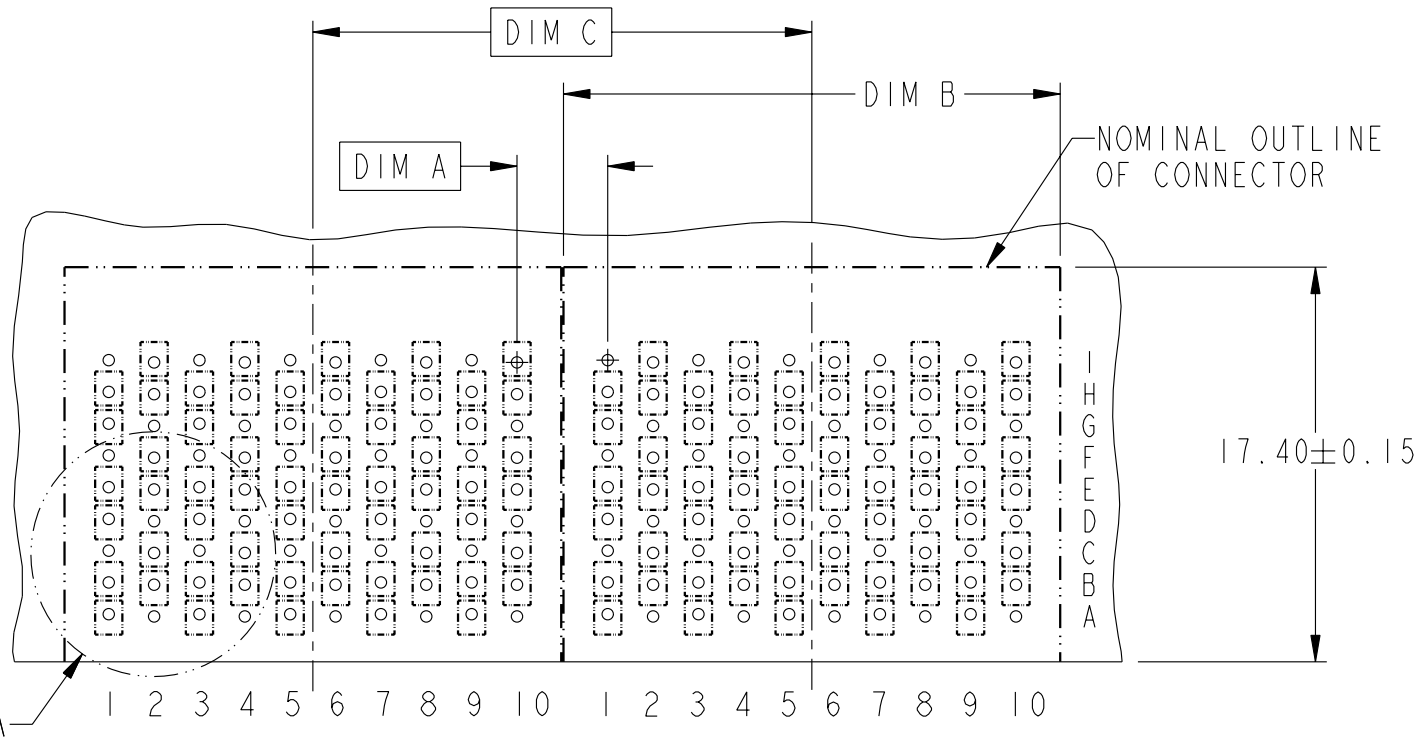 DIM C
DIM B
DIM A
NOMINAL OUTLINE
OF CONNECTOR
I
H
G
F
E
D
C
B
A
17.40±0.15
1 2 3 4 5 6 7 8 9 10 1 2 3 4 5 6 7 8 9 10